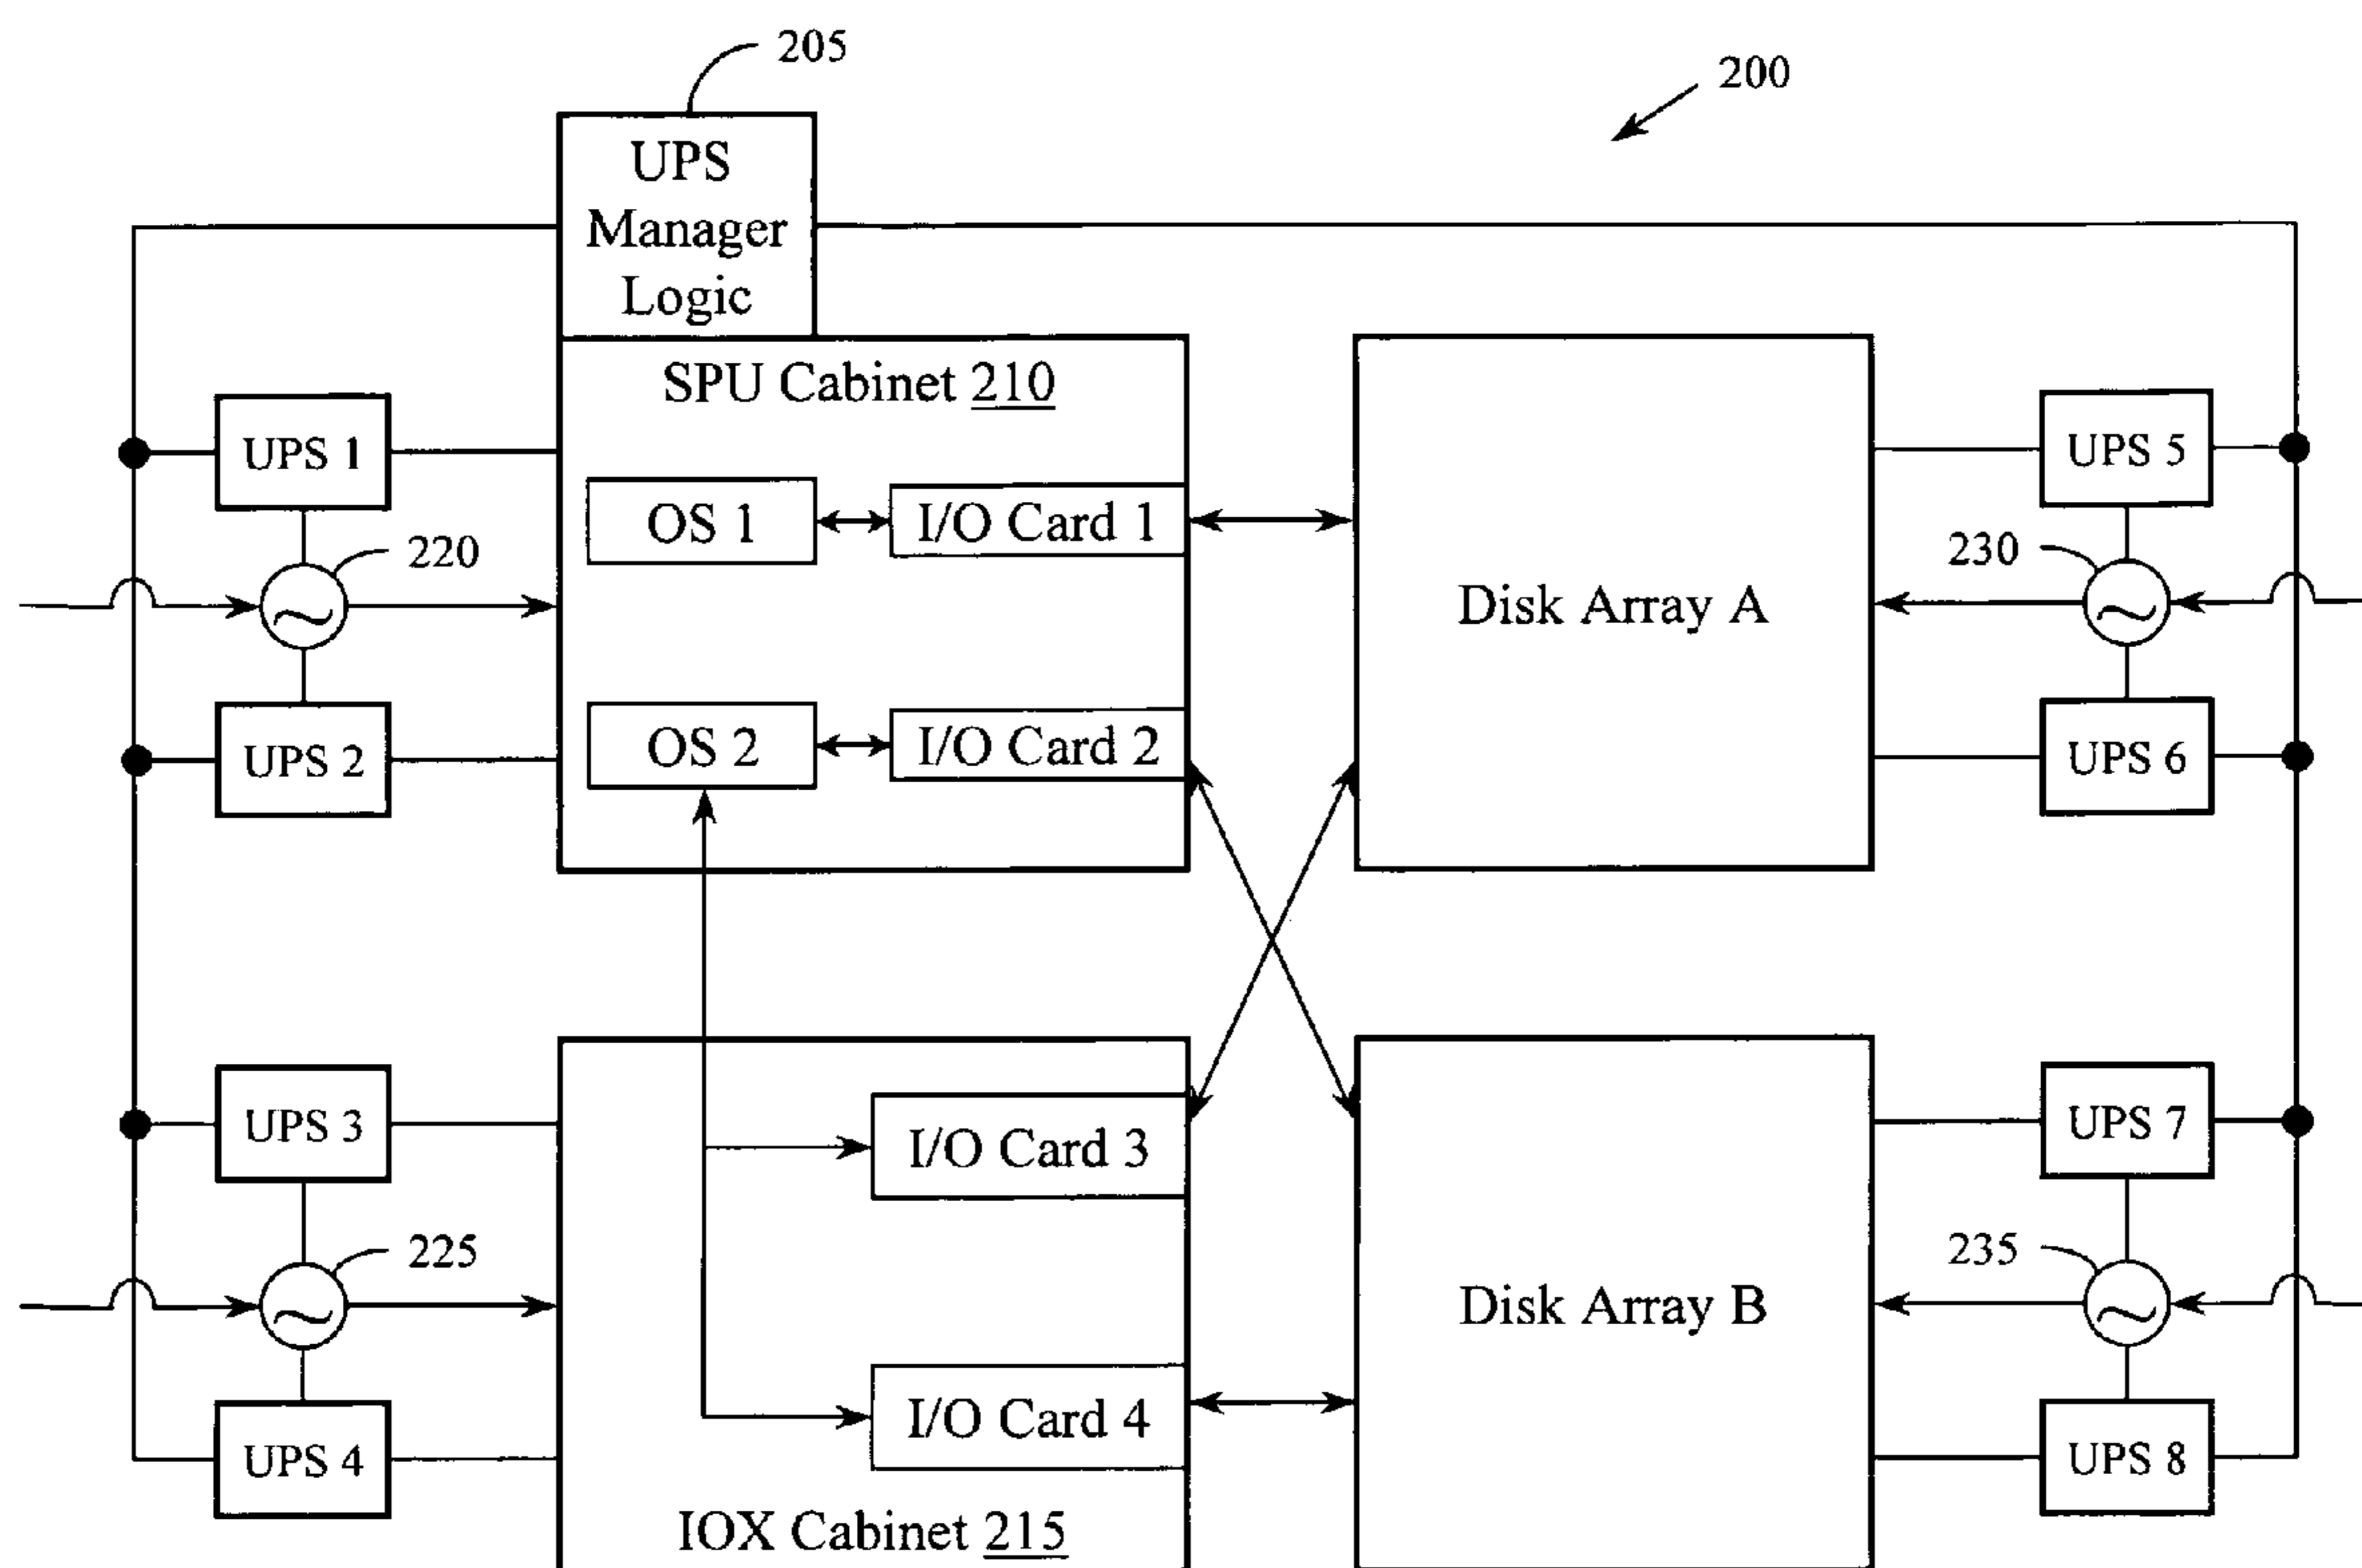 205
200
UPS
Manager
Logic
SPU Cabinet 210
UPS 1
UPS 5
OS 1
I/O Card 1
220
230
Disk Array A
OS 2
I/O Card 2
UPS 2
UPS 6
UPS 3
I/O Card 3
UPS 7
225
235
Disk Array B
I/O Card 4
UPS 4
UPS 8
IOX Cabinet 215